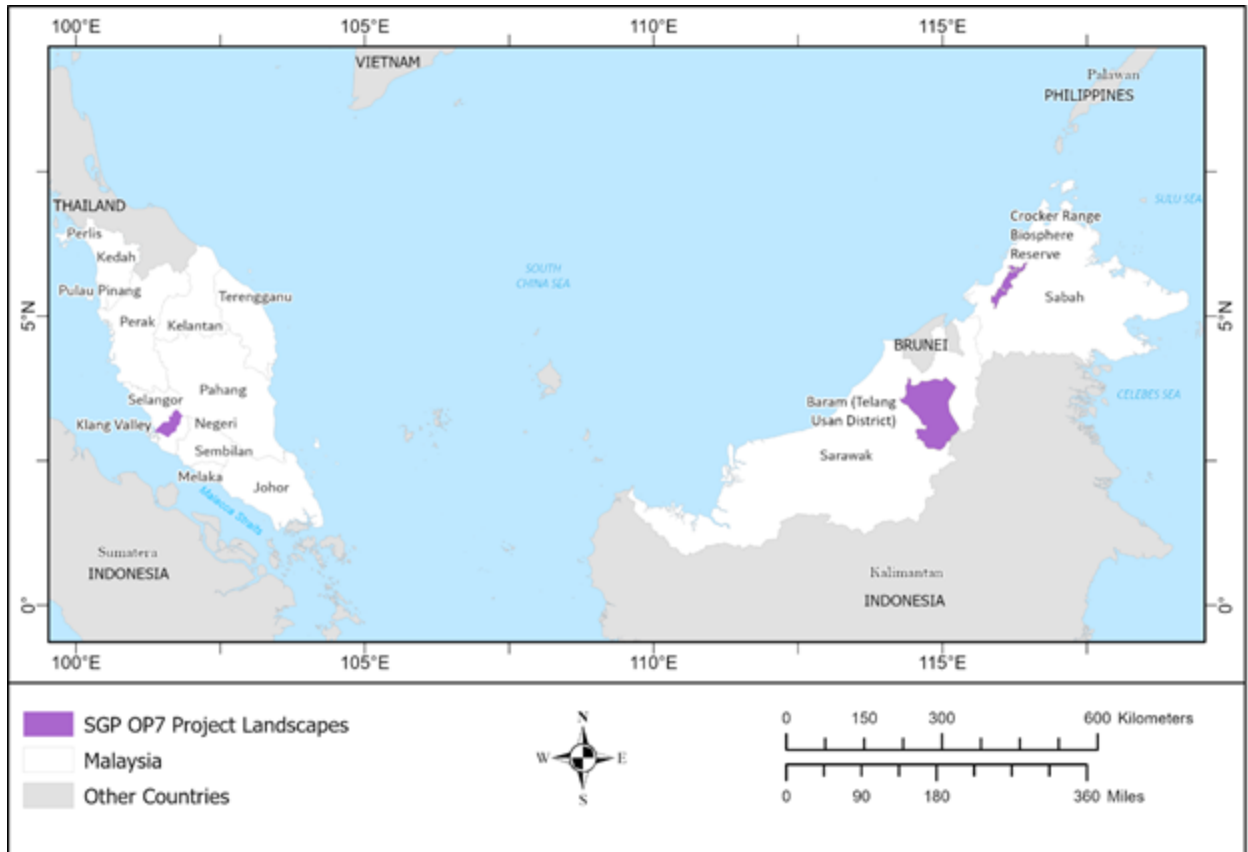 100°E 105°E 110°E 115°E
VIETNAM
Palawan
PHILIPPINES
THAILAND
SULU SEA
Perlis
Crocker Range
Biosphere
Reserve
Kedah
SOUTH
CHINA SEA
Pulau Pinang
Terengganu
Sabah
Perak
Kelantan
5°N
5°N
BRUNEI
Pahang
CELEBES SEA
Selangor
Baram (Telang
Usan District)
Klang Valley
Negeri
Sembilan
Sarawak
Melaka
Johor
Malacca Straits
Sumatera
INDONESIA
Kalimantan
INDONESIA
0°
0°
100°E 105°E 110°E 115°E
SGP OP7 Project Landscapes
Malaysia
Other Countries
N
W E
S
0 150 300 600 Kilometers
0 90 180 360 Miles